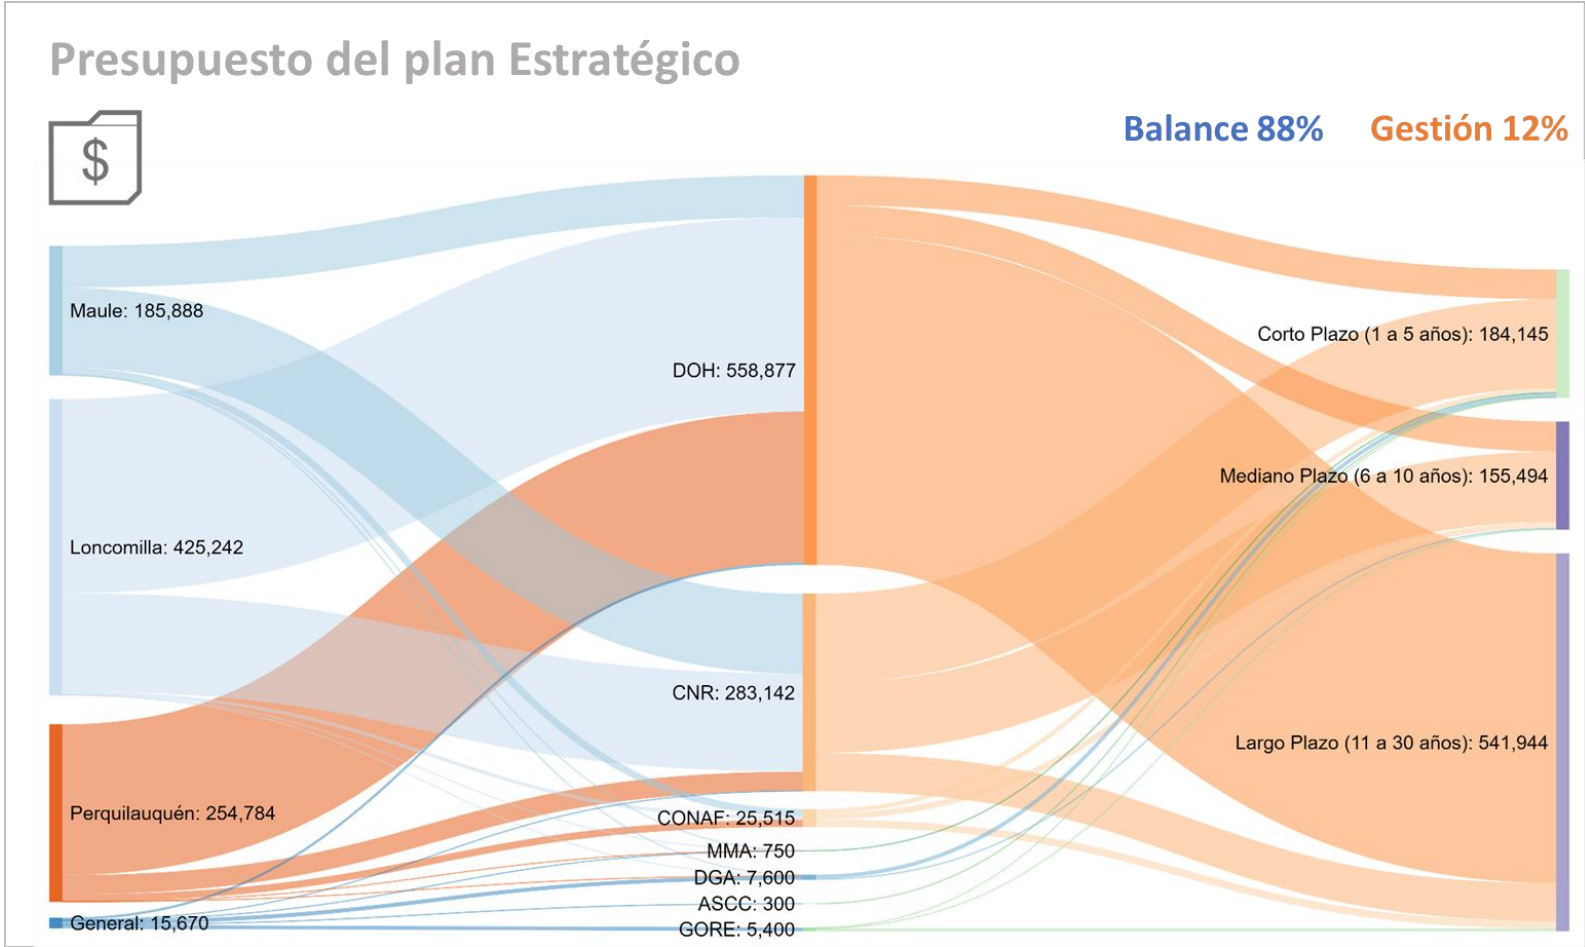 Presupuesto del plan Estratégico
$
Balance 88% Gestión 12%
Maule: 185,888
Loncomilla: 425,242
Perquilauquén: 254,784
General: 15,670
DOH: 558,877
CNR: 283,142
CONAF: 25,515
MMA: 750
DGA: 7,600
ASCC: 300
GORE: 5,400
Corto Plazo (1 a 5 años): 184,145
Mediano Plazo (6 a 10 años): 155,494
Largo Plazo (11 a 30 años): 541,944